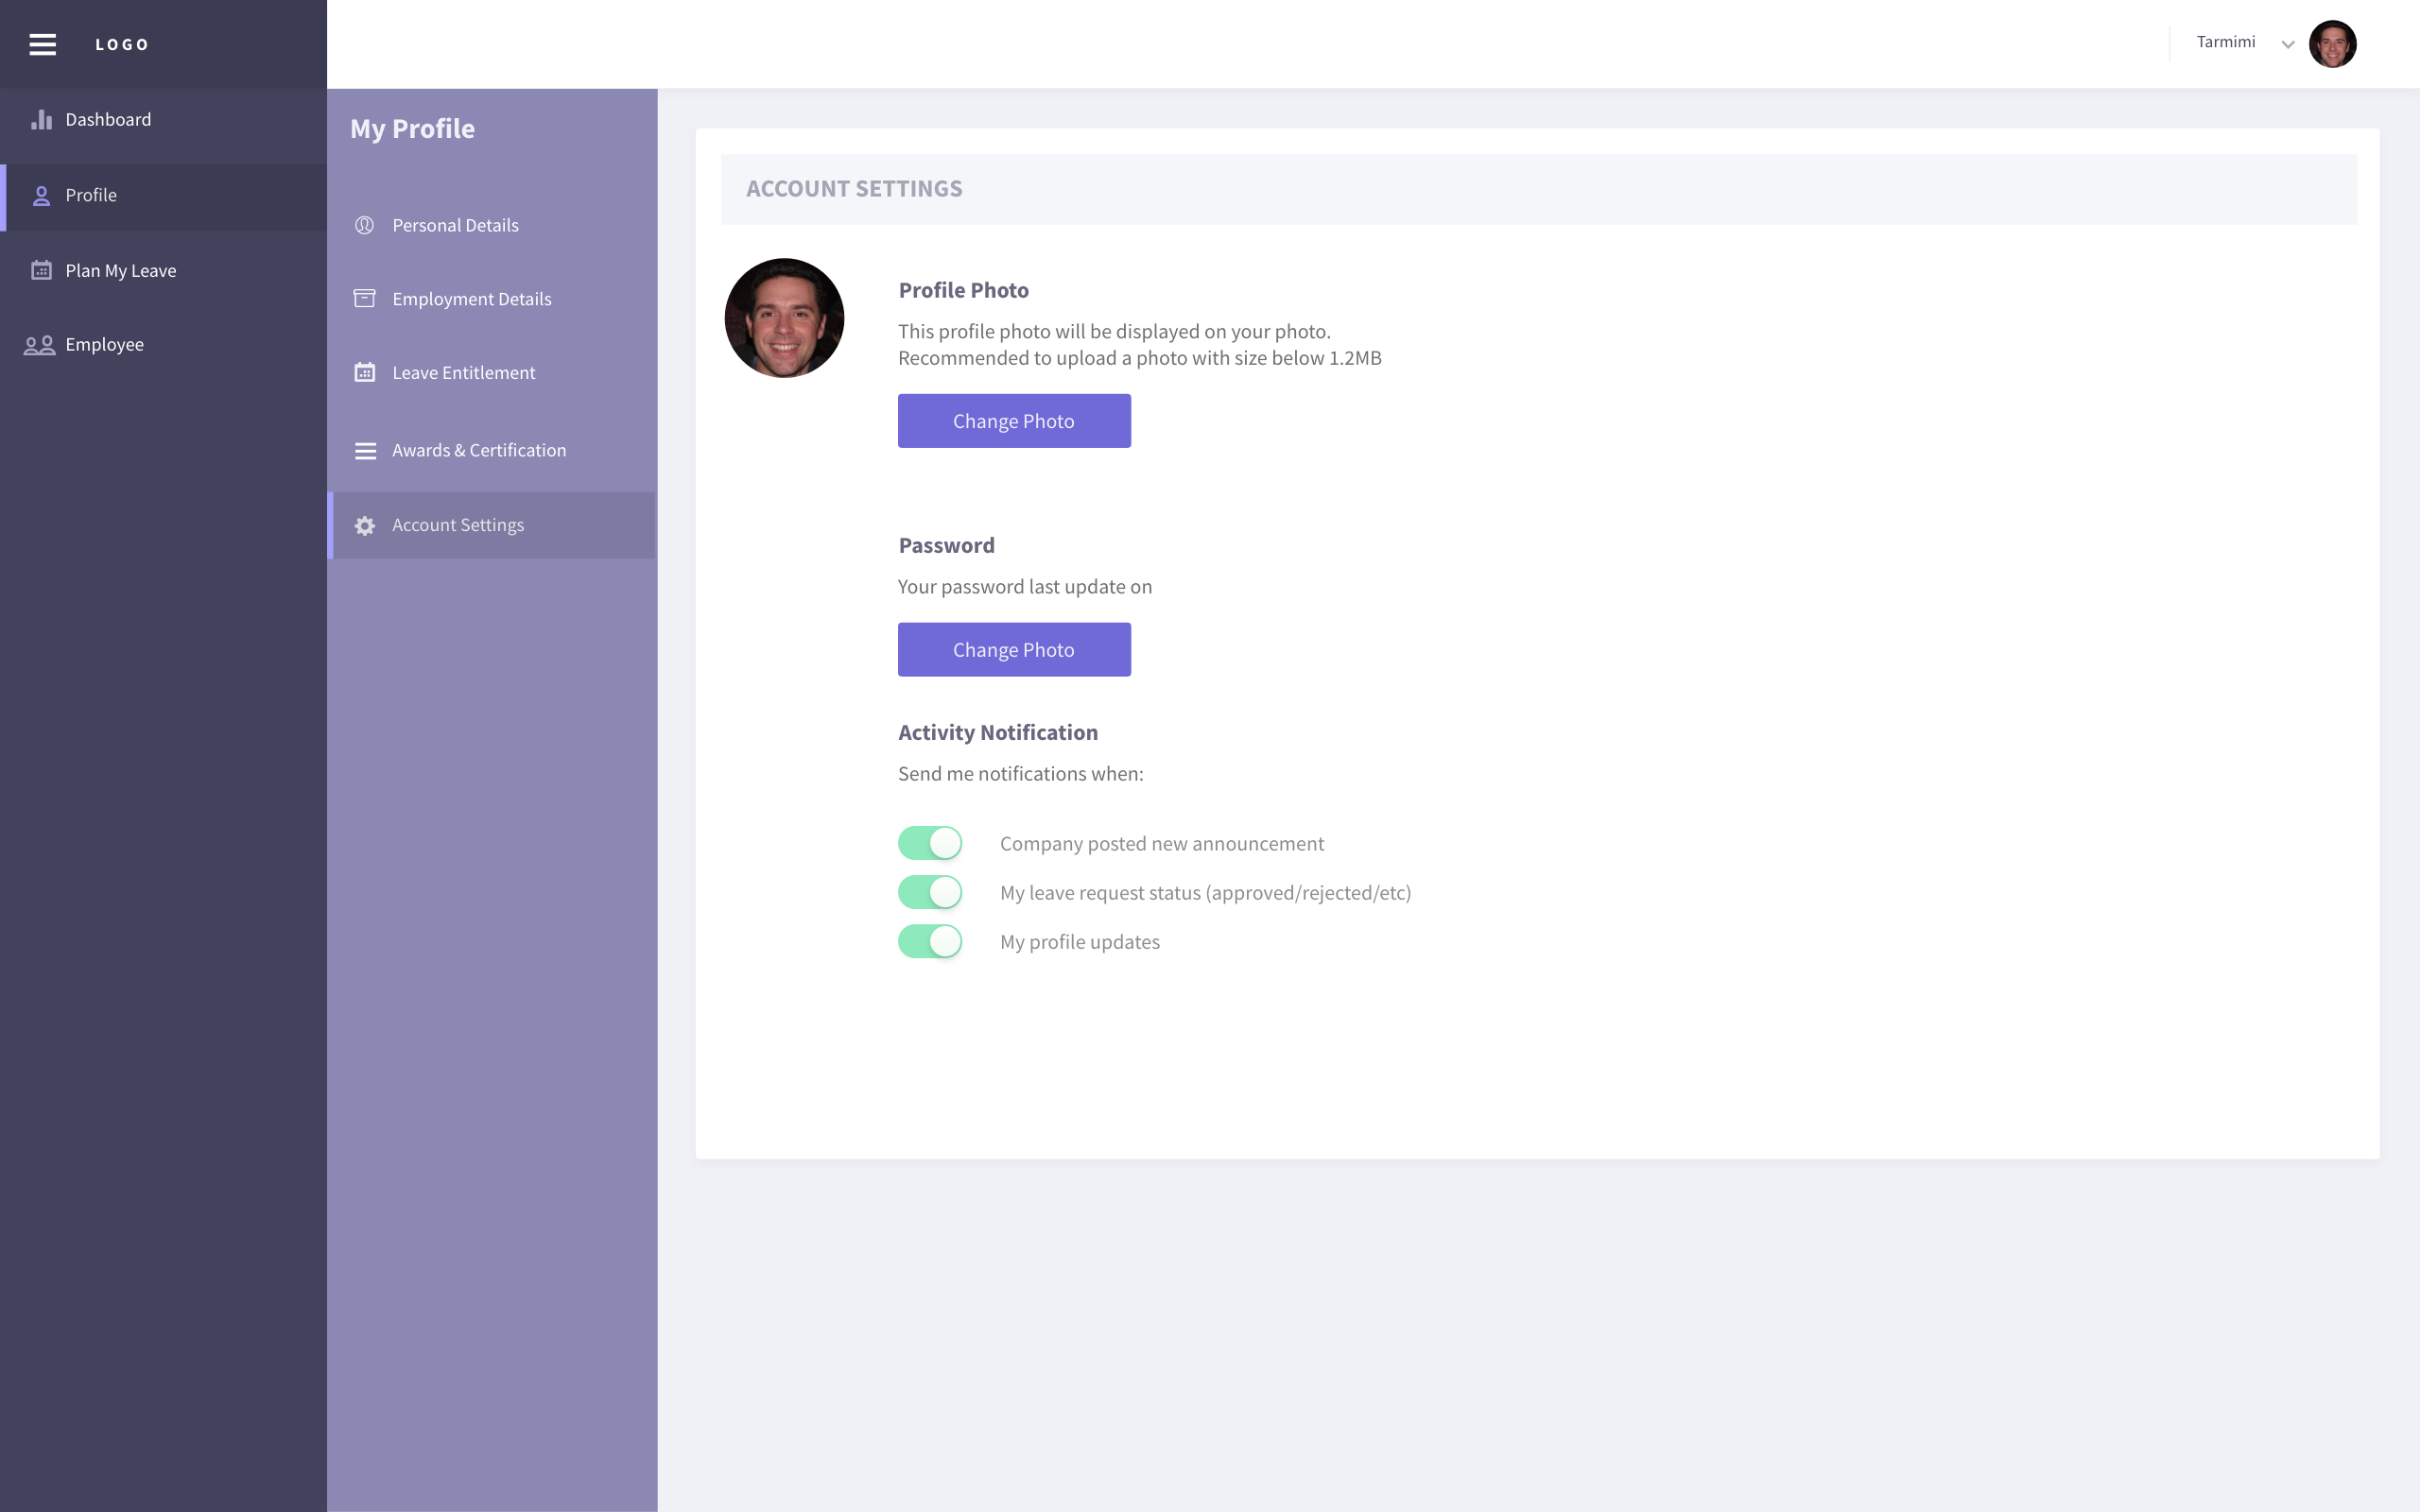 LOGO
Tarmimi
Dashboard
Profile
Plan My Leave
Employee
My Profile
Personal Details
Employment Details
Leave Entitlement
Awards & Certification
Account Settings
ACCOUNT SETTINGS
Profile Photo
This profile photo will be displayed on your photo.
Recommended to upload a photo with size below 1.2MB
Change Photo
Password
Your password last update on
Change Photo
Activity Notification
Send me notifications when:
Company posted new announcement
My leave request status (approved/rejected/etc)
My profile updates